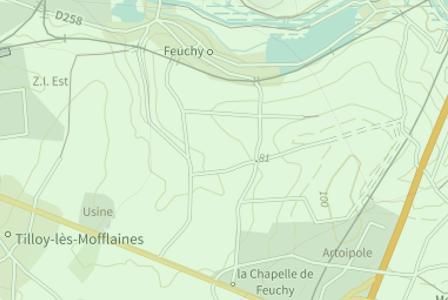 D258
Feuchy
Z.I. Est
81
100
Usine
Tilloy-lès-Mofflaines
Artoipole
la Chapelle de
Feuchy